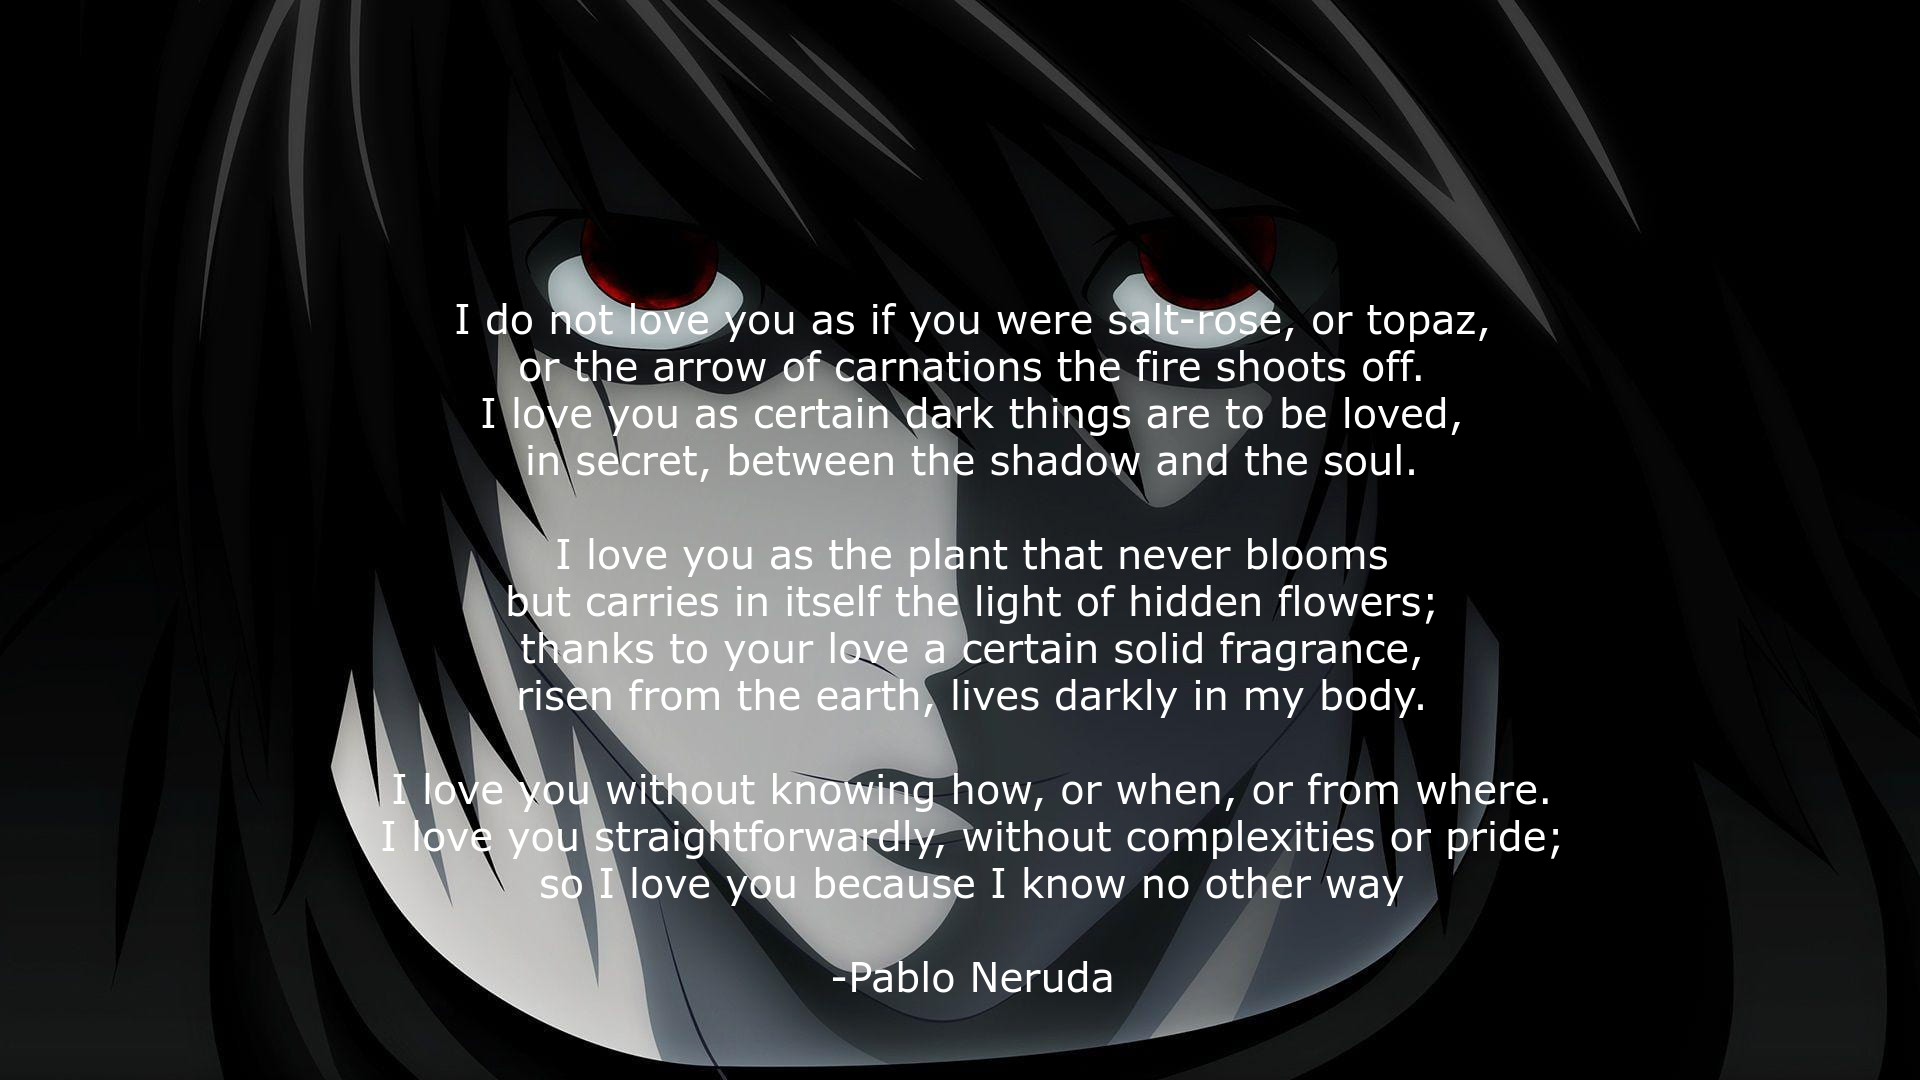 I do not love you as if you were salt-rose, or topaz,
or the arrow of carnations the fire shoots off.
I love you as certain dark things are to be loved,
in secret, between the shadow and the soul.
I love you as the plant that never blooms
but carries in itself the light of hidden flowers;
thanks to your love a certain solid fragrance,
risen from the earth, lives darkly in my body.
I love you without knowing how, or when, or from where.
I love you straightforwardly, without complexities or pride;
so I love you because I know no other way
-Pablo Neruda